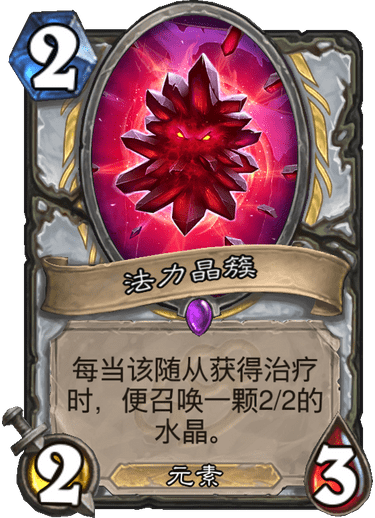 2
法力晶簇
每当该随从获得治疗
时，便召唤一颗2/2的
水晶。
元素
2
3